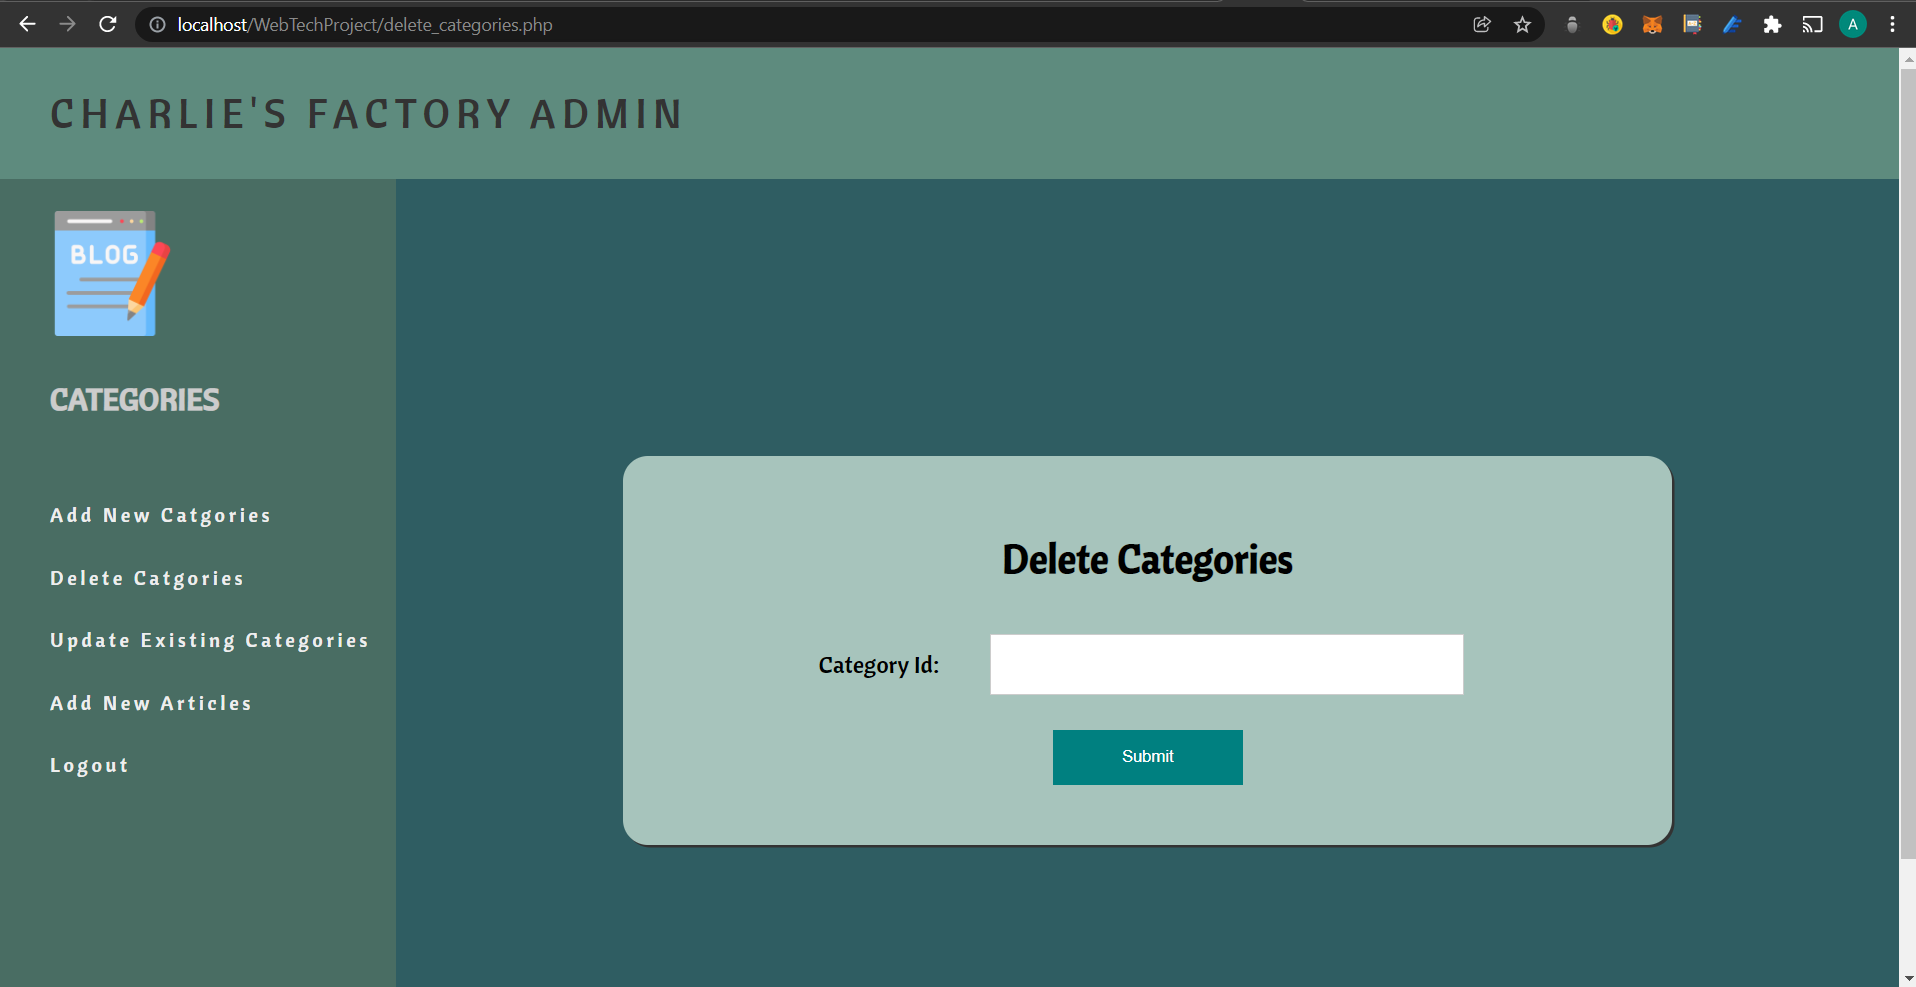 localhost/WebTechProject/delete_categories.php
A
CHARLIE'S FACTORY ADMIN
BLOG
CATEGORIES
Add New Catgories
Delete Catgories
Update Existing Categories
Add New Articles
Logout
Delete Categories
Category Id:
Submit